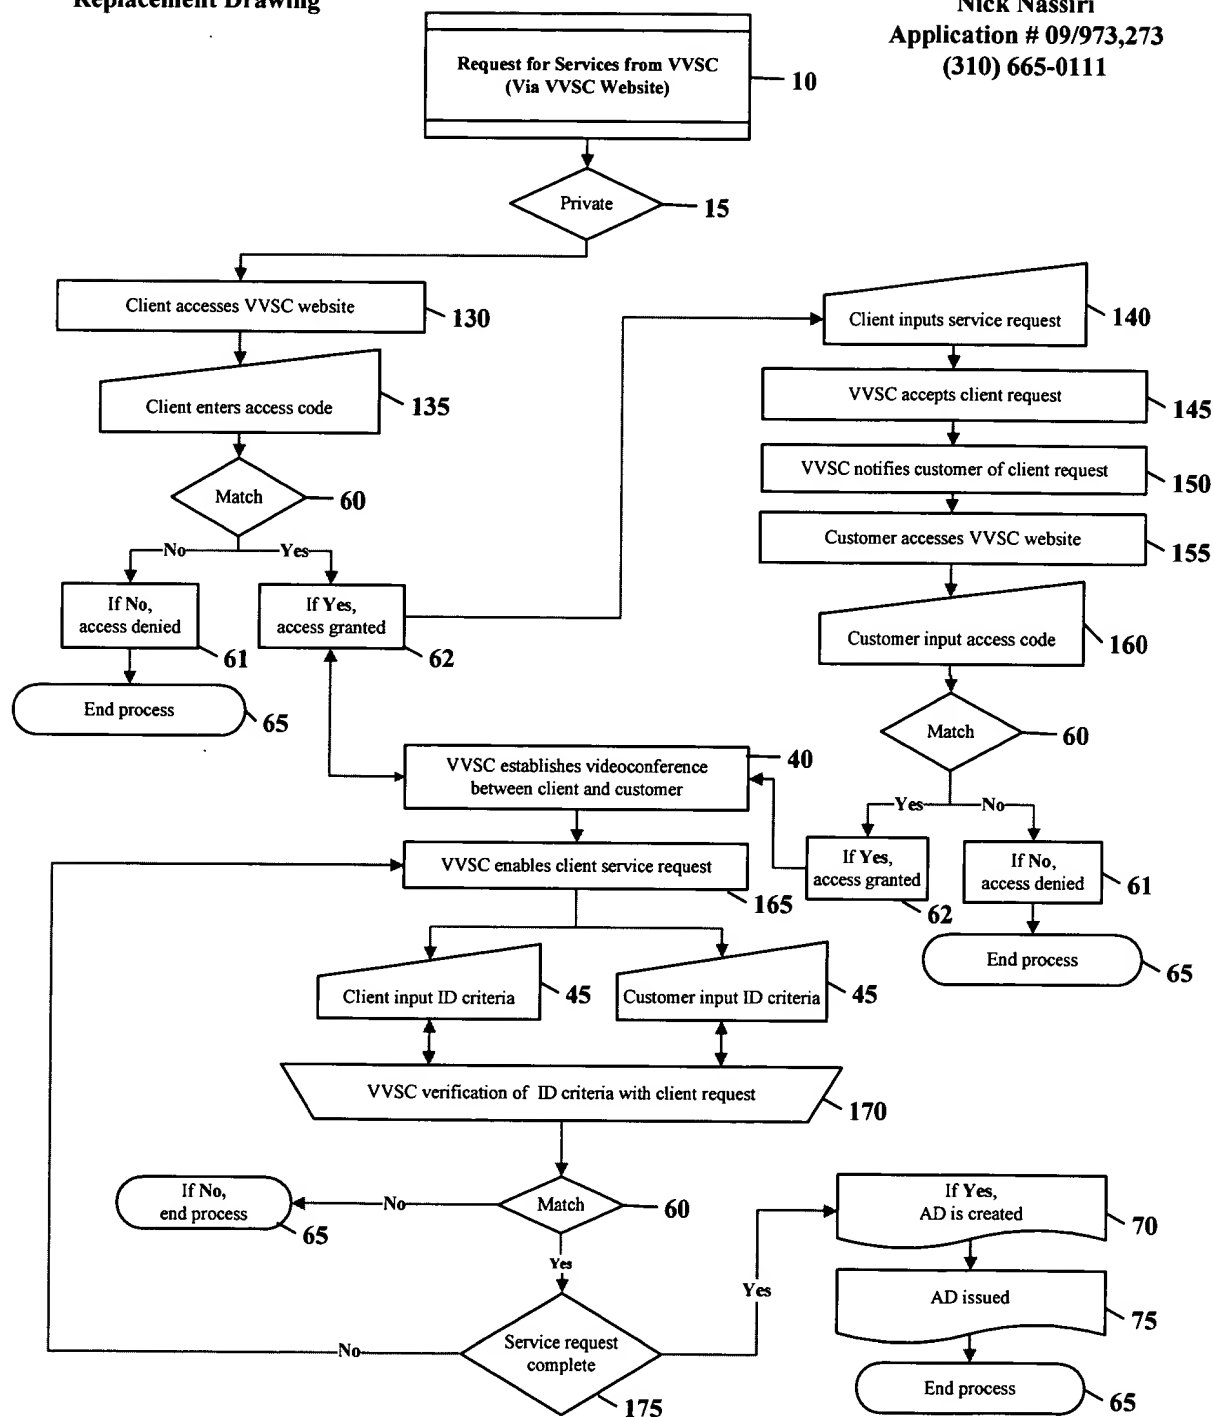 Replacement Drawing
Nick Nassiri
Application # 09/973,273
(310) 665-0111
Request for Services from VVSC
(Via VVSC Website)
10
Private
15
Client accesses VVSC website
130
Client enters access code
135
Match
60
No
Yes
If No,
access denied
61
If Yes,
access granted
62
End process
65
Client inputs service request
140
VVSC accepts client request
145
VVSC notifies customer of client request
150
Customer accesses VVSC website
155
Customer input access code
160
Match
60
Yes
No
If Yes,
access granted
62
If No,
access denied
61
End process
65
VVSC establishes videoconference
between client and customer
40
VVSC enables client service request
165
Client input ID criteria
45
Customer input ID criteria
45
VVSC verification of ID criteria with client request
170
Match
60
No
If No,
end process
65
Yes
Service request
complete
175
No
Yes
If Yes,
AD is created
70
AD issued
75
End process
65